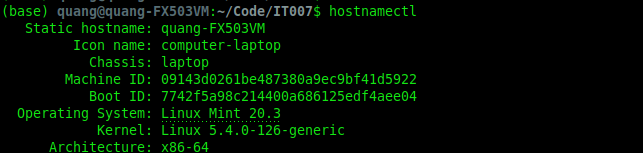 (base) quang@quang-FX503VM:~/Code/IT007$ hostnamectl
Static hostname: quang-FX503VM
Icon name: computer-laptop
Chassis: laptop
Machine ID: 09143d0261be487380a9ec9bf41d5922
Boot ID: 7742f5a98c214400a686125edf4aee04
Operating System: Linux Mint 20.3
Kernel: Linux 5.4.0-126-generic
Architecture: x86-64